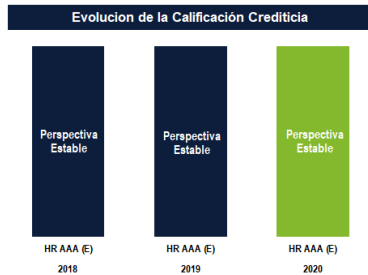 Evolucion de la Calificación Crediticia
Perspectiva
Estable
Perspectiva
Estable
Perspectiva
Estable
HR AAA (E)
HR AAA (E)
HR AAA (E)
2018
2019
2020